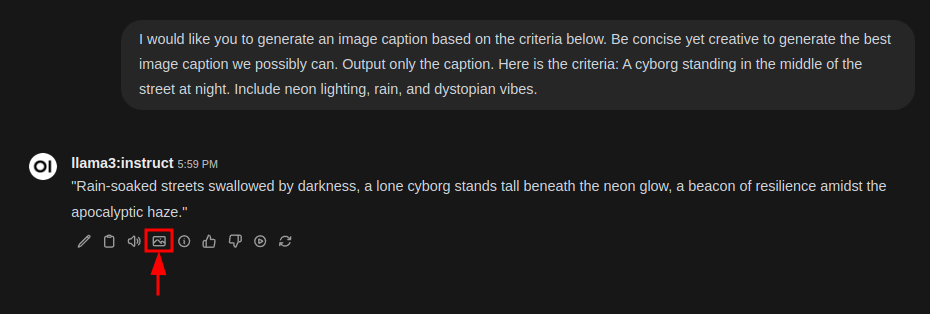 I would like you to generate an image caption based on the criteria below. Be concise yet creative to generate the best
image caption we possibly can. Output only the caption. Here is the criteria: A cyborg standing in the middle of the
street at night. Include neon lighting, rain, and dystopian vibes.
OI
llama3:instruct 5:59 PM
"Rain-soaked streets swallowed by darkness, a lone cyborg stands tall beneath the neon glow, a beacon of resilience amidst the
apocalyptic haze."